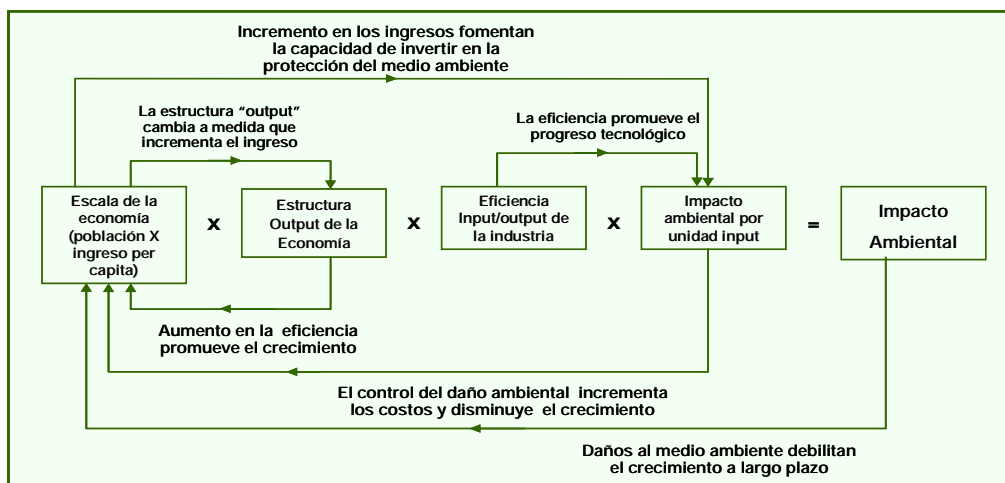 Incremento en los ingresos fomentan
la capacidad de invertir en la
protección del medio ambiente
La estructura “output”
cambia a medida que
incrementa el ingreso
La eficiencia promueve el
progreso tecnológico
Escala de la
economía
(población X
ingreso per
capita)
X
Estructura
Output de la
Economía
X
Eficiencia
Input/output de
la industria
X
Impacto
ambiental por
unidad input
=
Impacto
Ambiental
Aumento en la eficiencia
promueve el crecimiento
El control del daño ambiental incrementa
los costos y disminuye el crecimiento
Daños al medio ambiente debilitan
el crecimiento a largo plazo